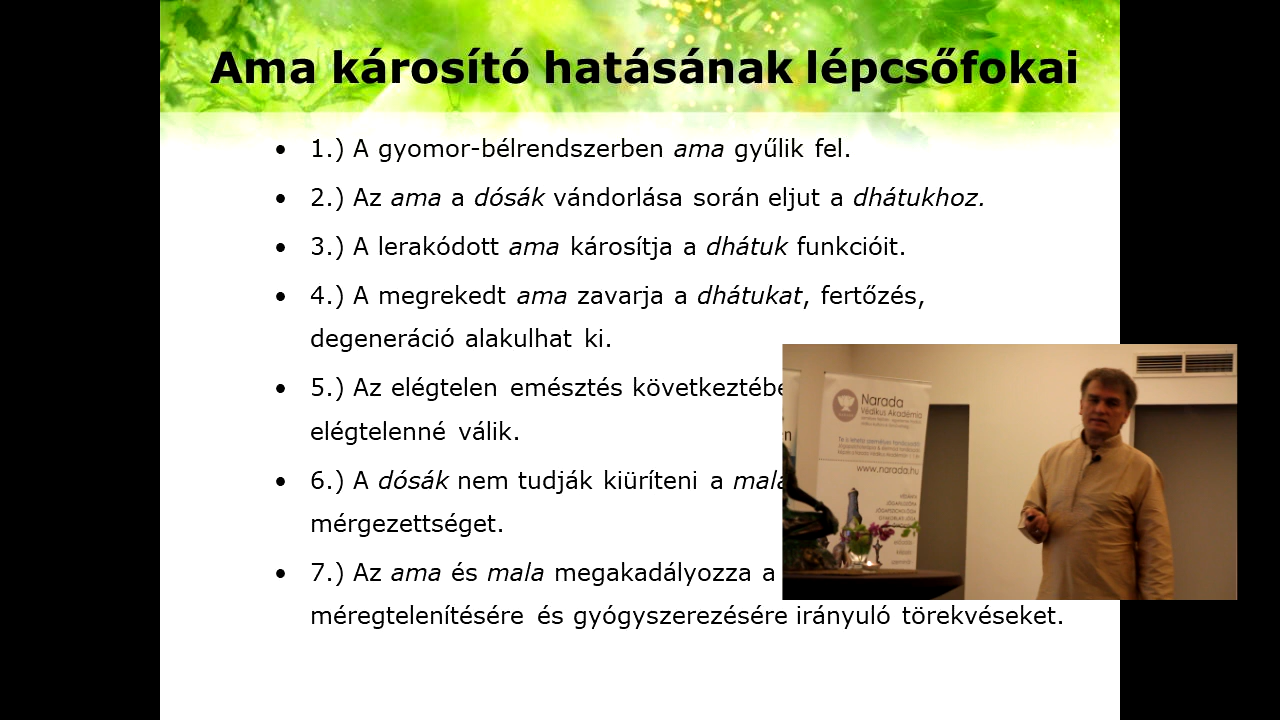 Ama károsító hatásának lépcsőfokai
• 1.) A gyomor-bélrendszerben ama gyűlik fel.
• 2.) Az ama a dósák vándorlása során eljut a dhátukhoz.
• 3.) A lerakódott ama károsítja a dhátuk funkcióit.
• 4.) A megrekedt ama zavarja a dhátukat, fertőzés,
degeneráció alakulhat ki.
• 5.) Az elégtelen emésztés következtébe
elégtelenné válik.
• 6.) A dósák nem tudják kiüríteni a mala
mérgezettséget.
• 7.) Az ama és mala megakadályozza a
méregtelenítésére és gyógyszerezésére irányuló törekvéseket.
Narada
Védikus Akadémia
www.narada.hu